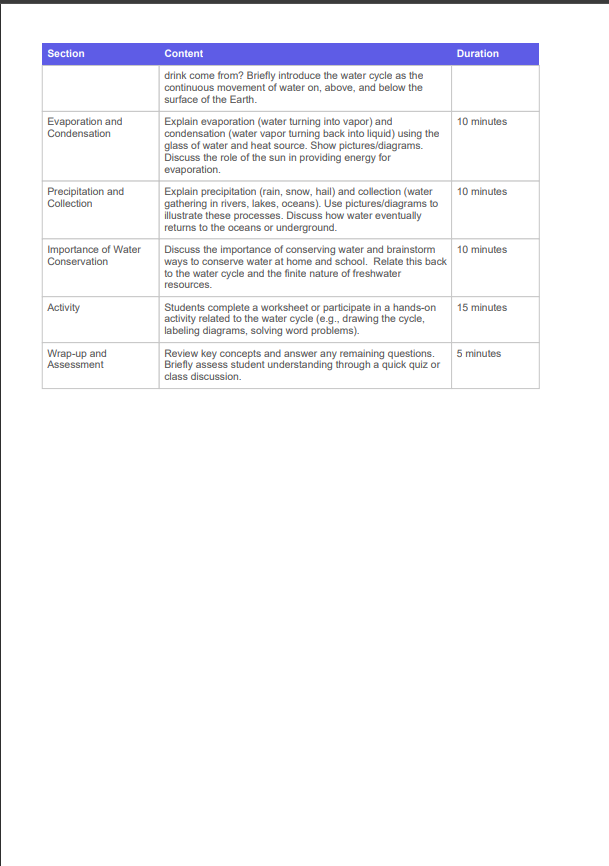 Section Content Duration
drink come from? Briefly introduce the water cycle as the
continuous movement of water on, above, and below the
surface of the Earth.
Evaporation and
Condensation
Explain evaporation (water turning into vapor) and
condensation (water vapor turning back into liquid) using the
glass of water and heat source. Show pictures/diagrams.
Discuss the role of the sun in providing energy for
evaporation.
10 minutes
Precipitation and
Collection
Explain precipitation (rain, snow, hail) and collection (water
gathering in rivers, lakes, oceans). Use pictures/diagrams to
illustrate these processes. Discuss how water eventually
returns to the oceans or underground.
10 minutes
Importance of Water
Conservation
Discuss the importance of conserving water and brainstorm
ways to conserve water at home and school.  Relate this back
to the water cycle and the finite nature of freshwater
resources.
10 minutes
Activity
Students complete a worksheet or participate in a hands-on
activity related to the water cycle (e.g., drawing the cycle,
labeling diagrams, solving word problems).
15 minutes
Wrap-up and
Assessment
Review key concepts and answer any remaining questions.
Briefly assess student understanding through a quick quiz or
class discussion.
5 minutes